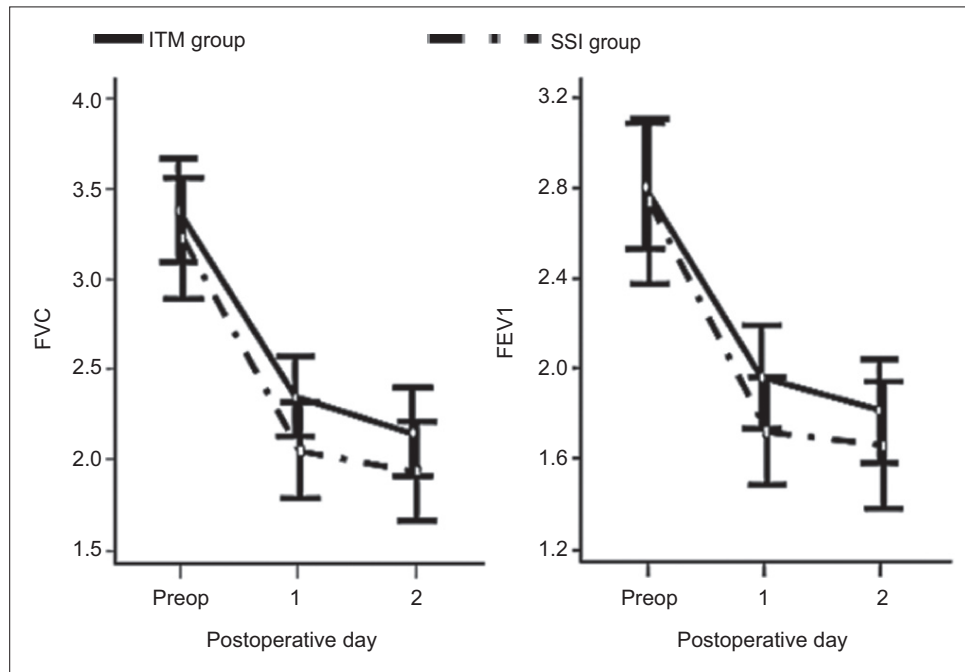 ITM group
SSI group
FVC
4.0
3.5
3.0
2.5
2.0
1.5
Preop 1 2
Postoperative day
FEV1
3.2
2.8
2.4
2.0
1.6
1.2
Preop 1 2
Postoperative day